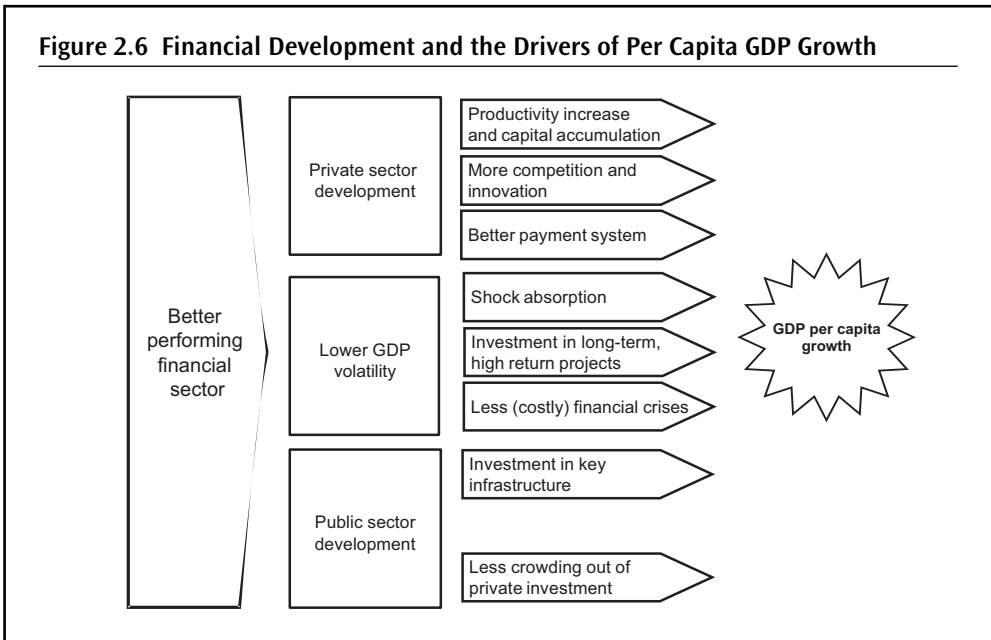 Figure 2.6 Financial Development and the Drivers of Per Capita GDP Growth
Better
performing
financial
sector
Private sector
development
Productivity increase
and capital accumulation
More competition and
innovation
Better payment system
Lower GDP
volatility
Shock absorption
Investment in long-term,
high return projects
Less (costly) financial crises
Public sector
development
Investment in key
infrastructure
Less crowding out of
private investment
GDP per capita
growth